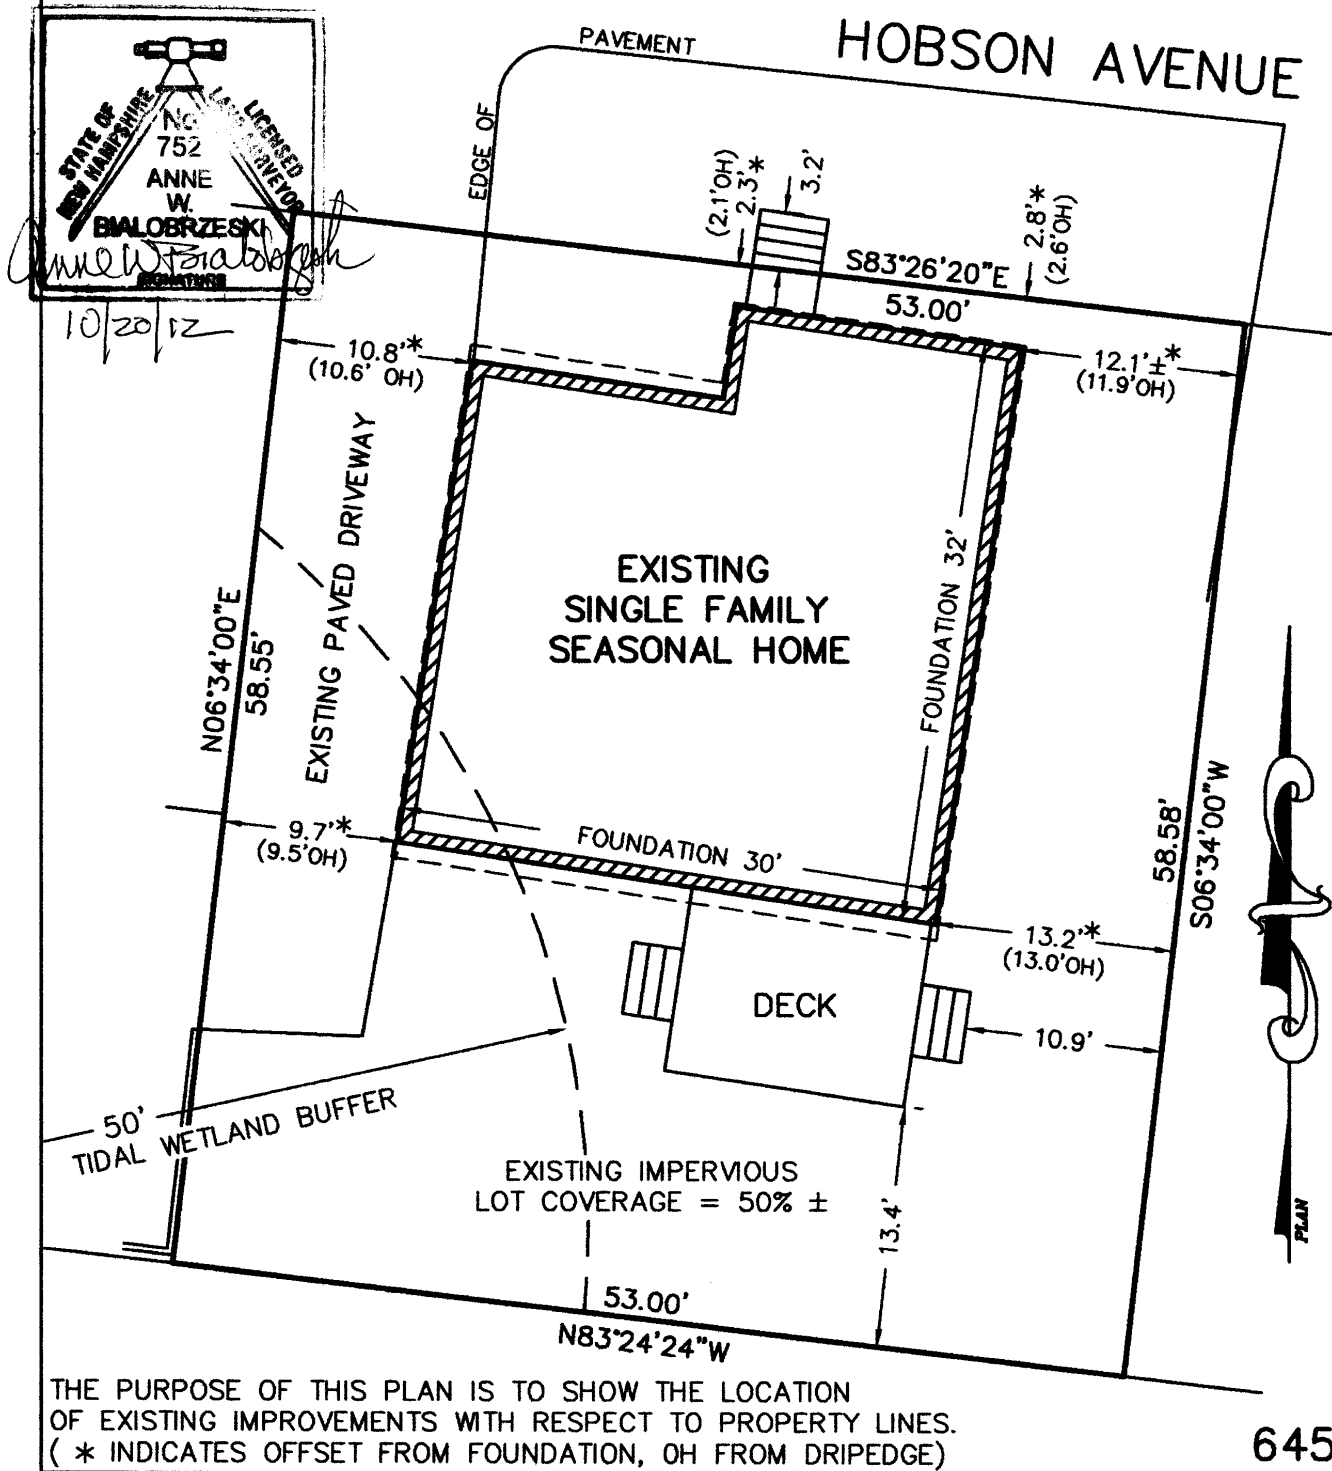 HOBSON AVENUE
PAVEMENT
EDGE OF
STATE OF
NEW HAMPSHIRE
LICENSED
LAND SURVEYOR
No
752
ANNE
W.
BIALOBRZESKI
SIGNATURE
Anne W Bialobrzeski
10/20/12
(2.1'OH)
2.3'*
3.2'
2.8'*
(2.6'OH)
S83°26'20"E
53.00'
10.8'*
(10.6' OH)
12.1'±*
(11.9'OH)
EXISTING PAVED DRIVEWAY
EXISTING
SINGLE FAMILY
SEASONAL HOME
FOUNDATION 32'
N06°34'00"E
58.55'
58.58'
S06°34'00"W
9.7'*
(9.5'OH)
FOUNDATION 30'
13.2'*
(13.0'OH)
DECK
10.9'
50'
TIDAL WETLAND BUFFER
EXISTING IMPERVIOUS
LOT COVERAGE = 50% ±
13.4'
PLAN
53.00'
N83°24'24"W
THE PURPOSE OF THIS PLAN IS TO SHOW THE LOCATION
OF EXISTING IMPROVEMENTS WITH RESPECT TO PROPERTY LINES.
( * INDICATES OFFSET FROM FOUNDATION, OH FROM DRIPEDGE)
645